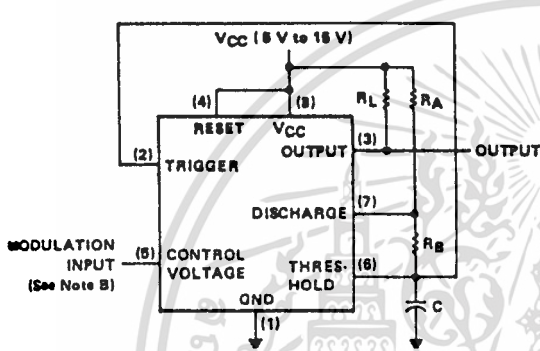 VCC (5 V to 15 V)
(4)
(8)
RL
RA
RESET
VCC
(3)
OUTPUT
OUTPUT
(2)
TRIGGER
(7)
DISCHARGE
MODULATION
INPUT
(See Note B)
(5)
CONTROL
VOLTAGE
RB
(6)
THRES-
HOLD
C
GND
(1)